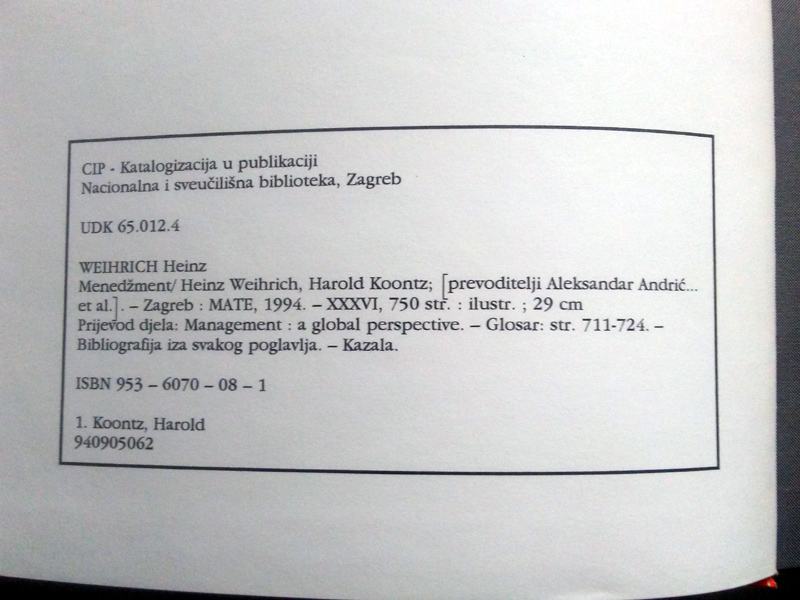 CIP - Katalogizacija u publikaciji
Nacionalna i sveučilišna biblioteka, Zagreb
UDK 65.012.4
WEIHRICH Heinz
Menedžment/ Heinz Weihrich, Harold Koontz; [prevoditelji Aleksandar Andrić...
et al.]. – Zagreb : MATE, 1994. – XXXVI, 750 str. : ilustr. ; 29 cm
Prijevod djela: Management : a global perspective. – Glosar: str. 711-724. –
Bibliografija iza svakog poglavlja. – Kazala.
ISBN 953 – 6070 – 08 – 1
1. Koontz, Harold
940905062